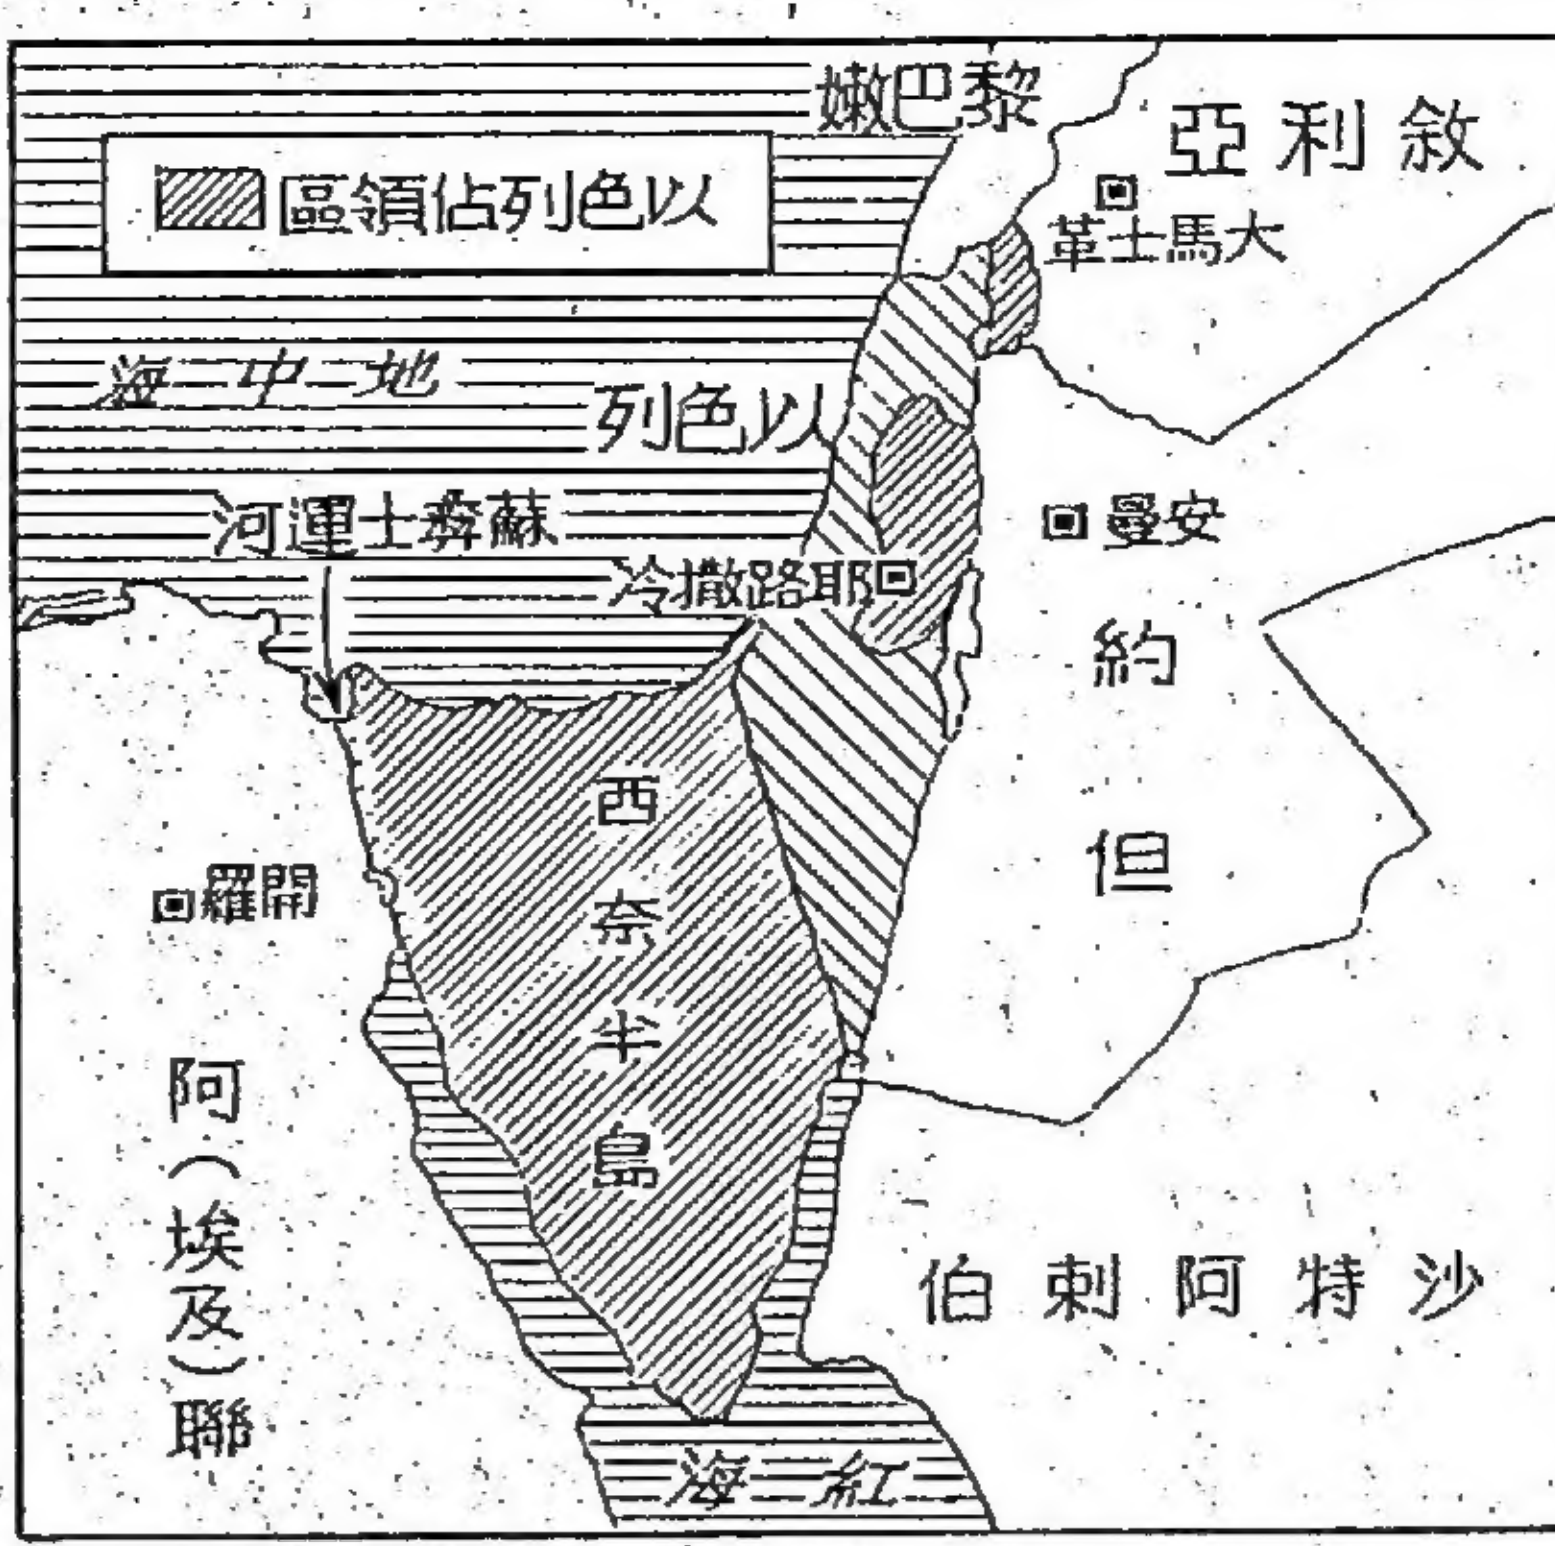 黎巴嫩
敘利亞
以色列佔領區
大馬士革
地中海
以色列
蘇彝士運河
安曼
耶路撒冷
約但
西奈半島
開羅
阿(埃及)聯
沙特阿剌伯
紅海